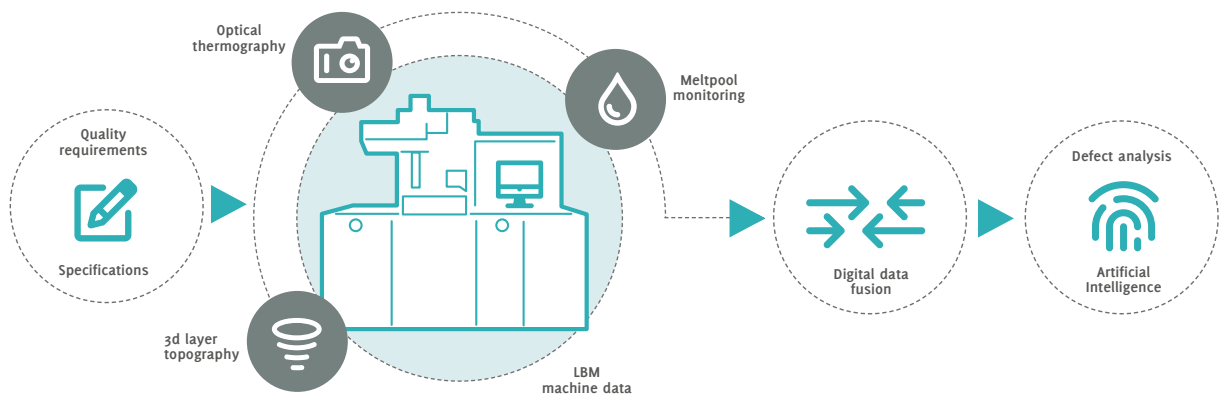 Quality
requirements
Specifications
Optical
thermography
Meltpool
monitoring
3d layer
topography
LBM
machine data
Digital data
fusion
Defect analysis
Artificial
Intelligence